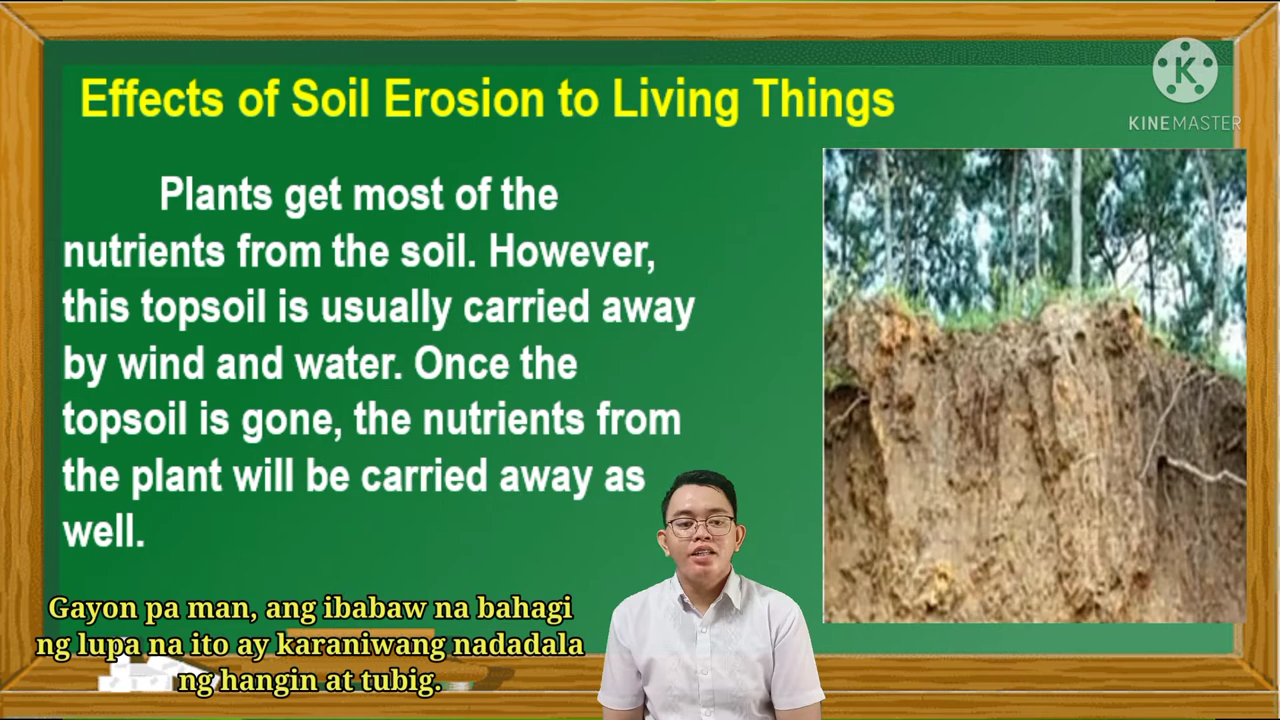 Effects of Soil Erosion to Living Things
K
KINEMASTER
Plants get most of the
nutrients from the soil. However,
this topsoil is usually carried away
by wind and water. Once the
topsoil is gone, the nutrients from
the plant will be carried away as
well.
Gayon pa man, ang ibabaw na bahagi
ng lupa na ito ay karaniwang nadadala
ng hangin at tubig.